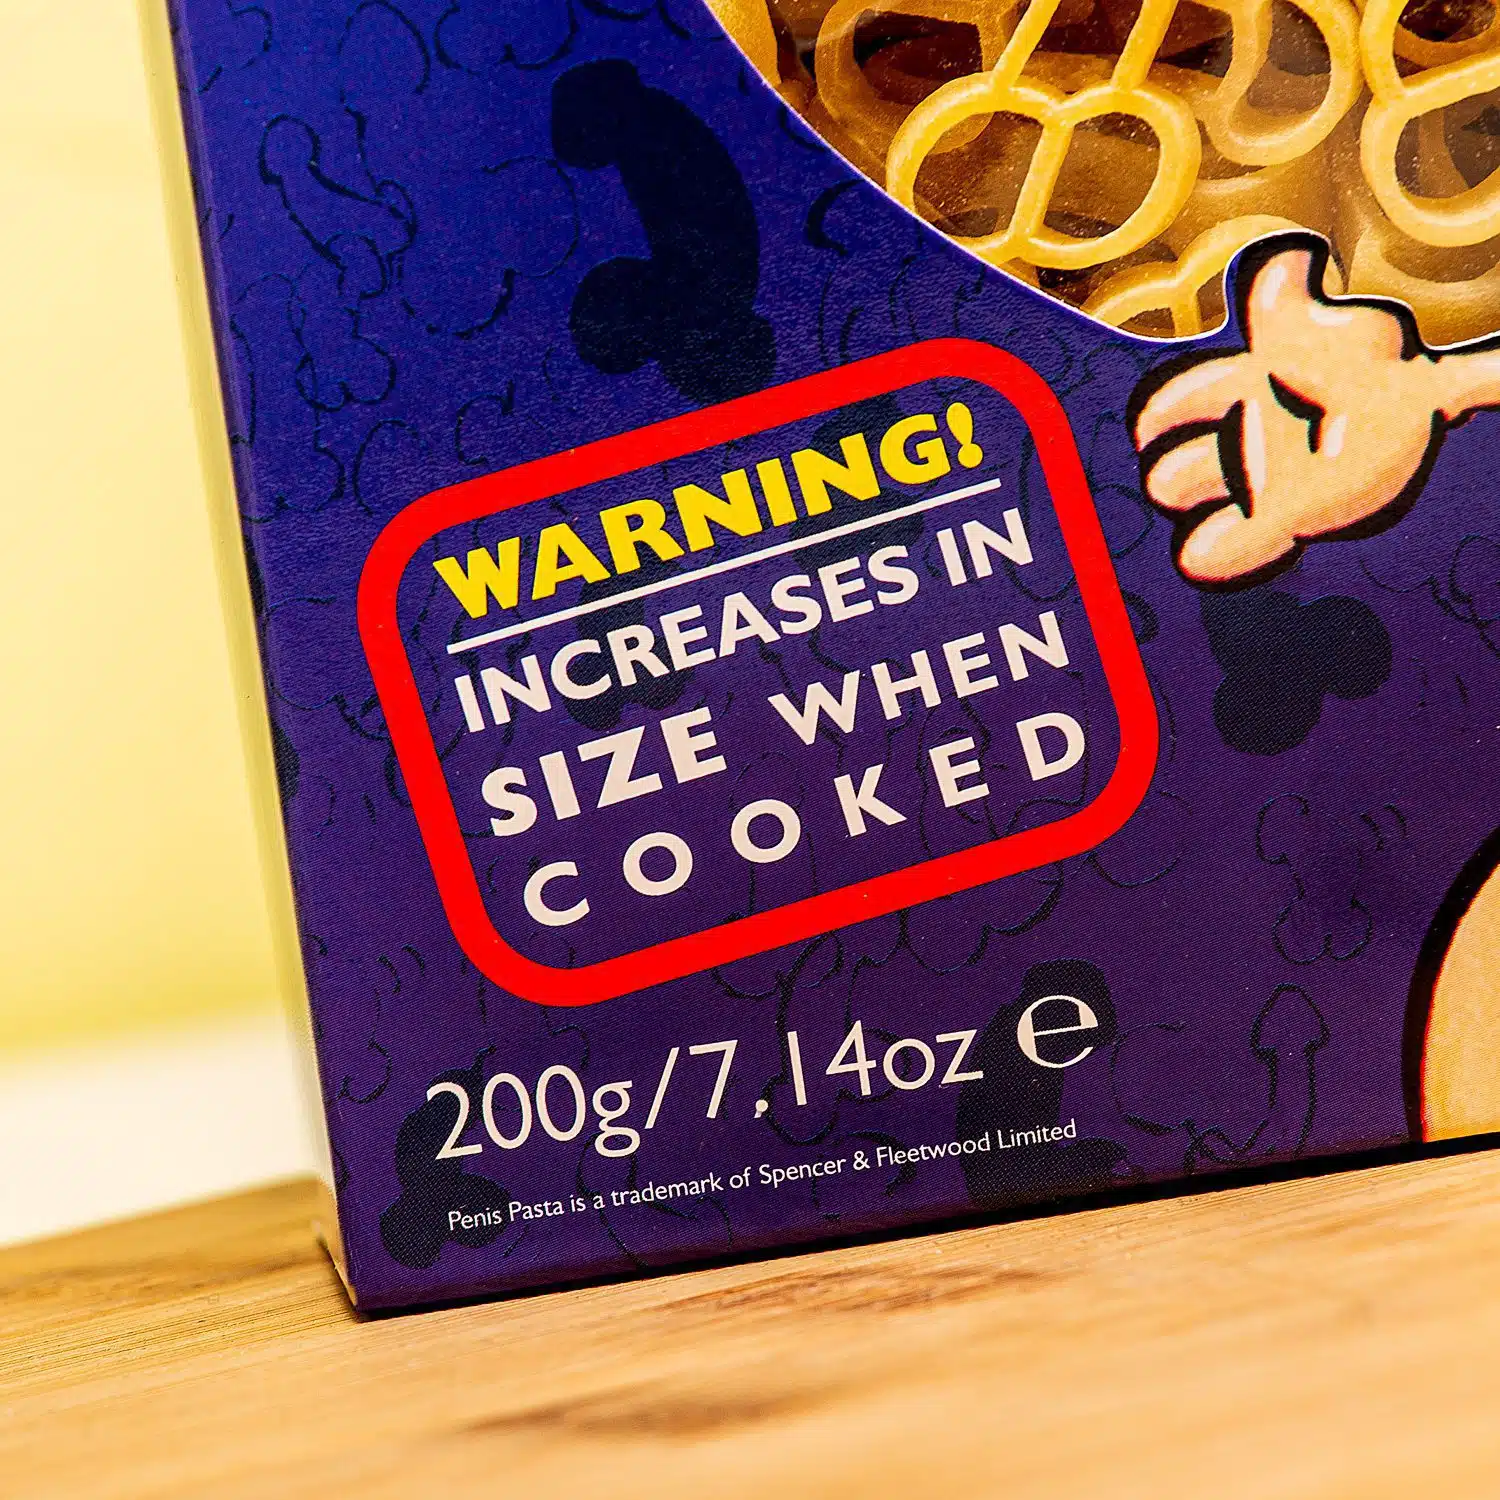 WARNING!
INCREASES IN
SIZE WHEN
COOKED
200g/7.14oz ℮
Penis Pasta is a trademark of Spencer & Fleetwood Limited